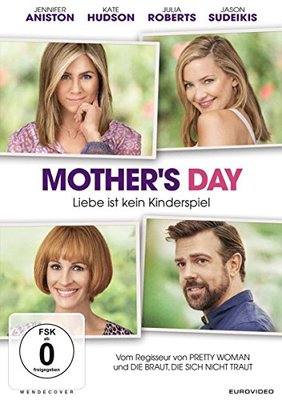 JENNIFER ANISTON
KATE HUDSON
JULIA ROBERTS
JASON SUDEIKIS
MOTHER'S DAY
Liebe ist kein Kinderspiel
FSK
ab
0
freigegeben
Vom Regisseur von PRETTY WOMAN
und DIE BRAUT, DIE SICH NICHT TRAUT
WENDECOVER
EUROVIDEO